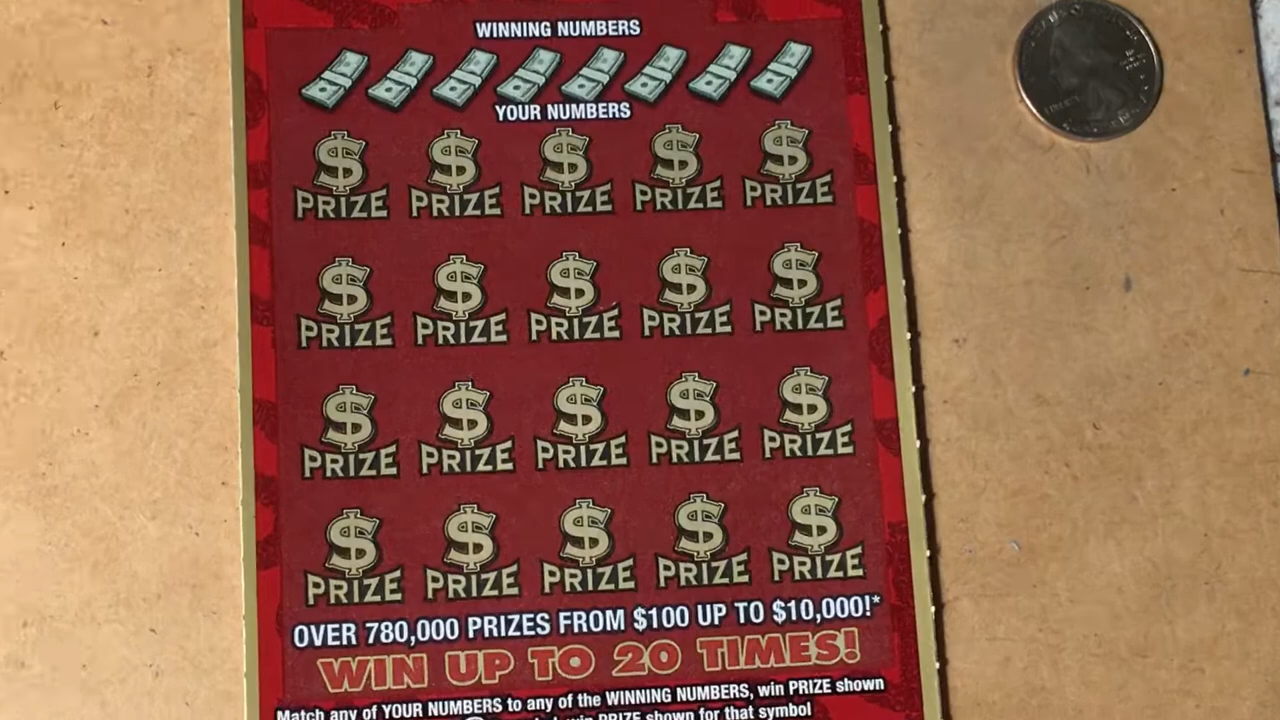 WINNING NUMBERS
YOUR NUMBERS
$ $ $ $ $
PRIZE PRIZE PRIZE PRIZE PRIZE
$ $ $ $ $
PRIZE PRIZE PRIZE PRIZE PRIZE
$ $ $ $ $
PRIZE PRIZE PRIZE PRIZE PRIZE
$ $ $ $ $
PRIZE PRIZE PRIZE PRIZE PRIZE
OVER 780,000 PRIZES FROM $100 UP TO $10,000!*
WIN UP TO 20 TIMES!
Match any of YOUR NUMBERS to any of the WINNING NUMBERS, win PRIZE shown
win PRIZE shown for that symbol